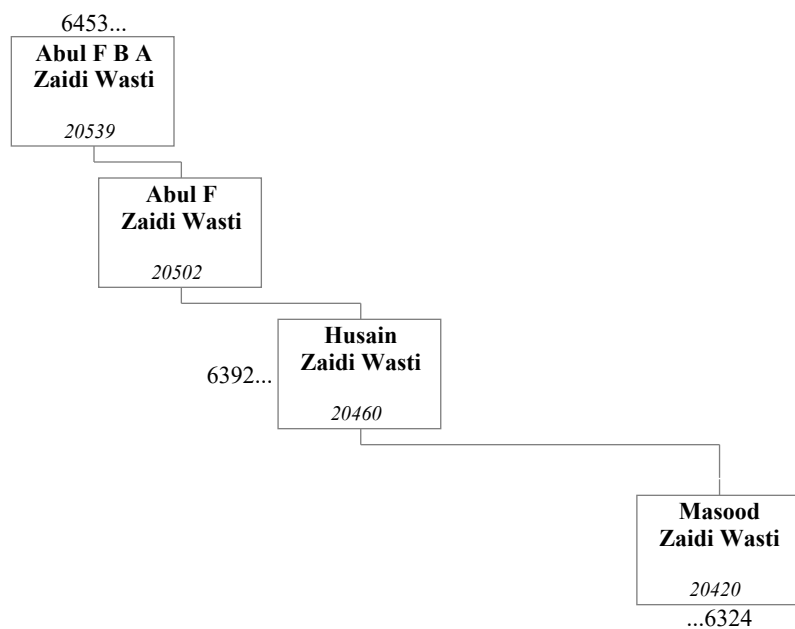 6453...
Abul F B A
Zaidi Wasti
20539
Abul F
Zaidi Wasti
20502
Husain
Zaidi Wasti
6392...
20460
Masood
Zaidi Wasti
20420
...6324